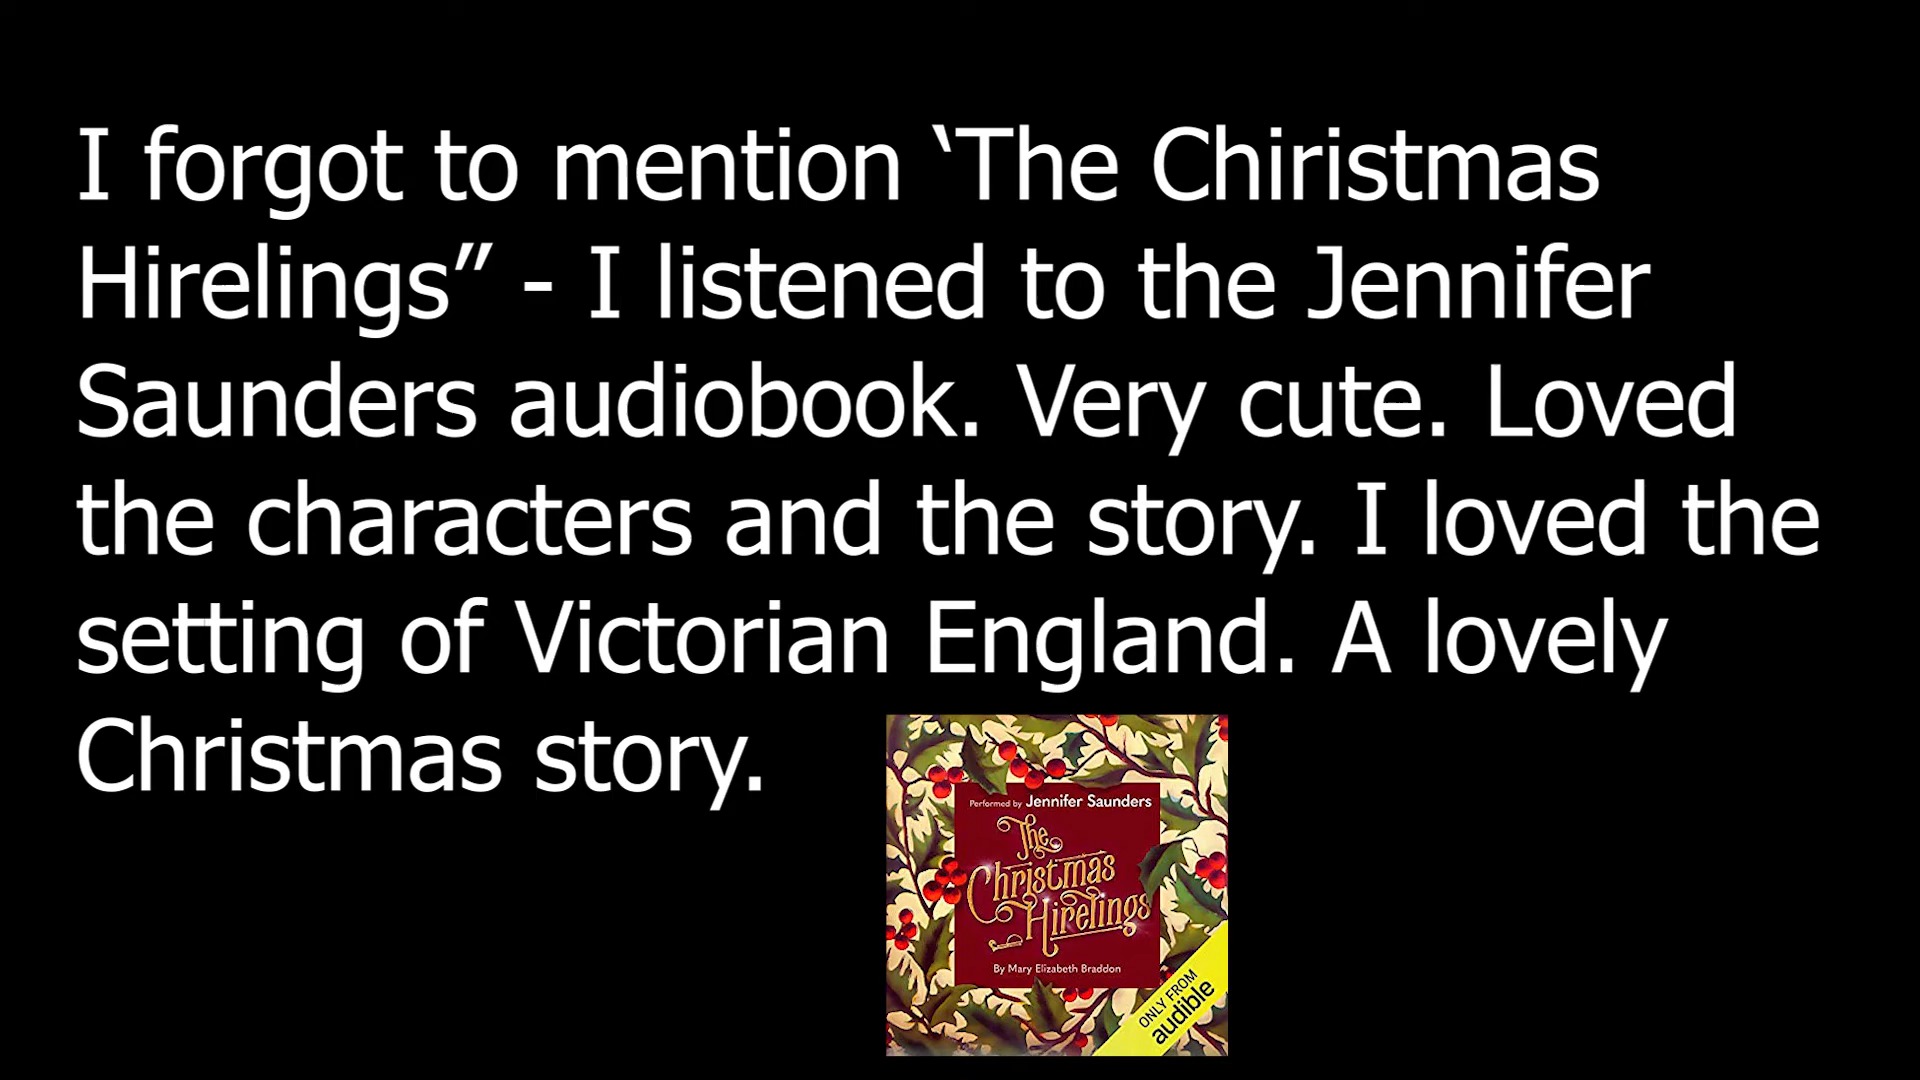 I forgot to mention ‘The Chiristmas
Hirelings” - I listened to the Jennifer
Saunders audiobook. Very cute. Loved
the characters and the story. I loved the
setting of Victorian England. A lovely
Christmas story.
Performed by Jennifer Saunders
The
Christmas
Hirelings
By Mary Elizabeth Braddon
ONLY FROM
audible